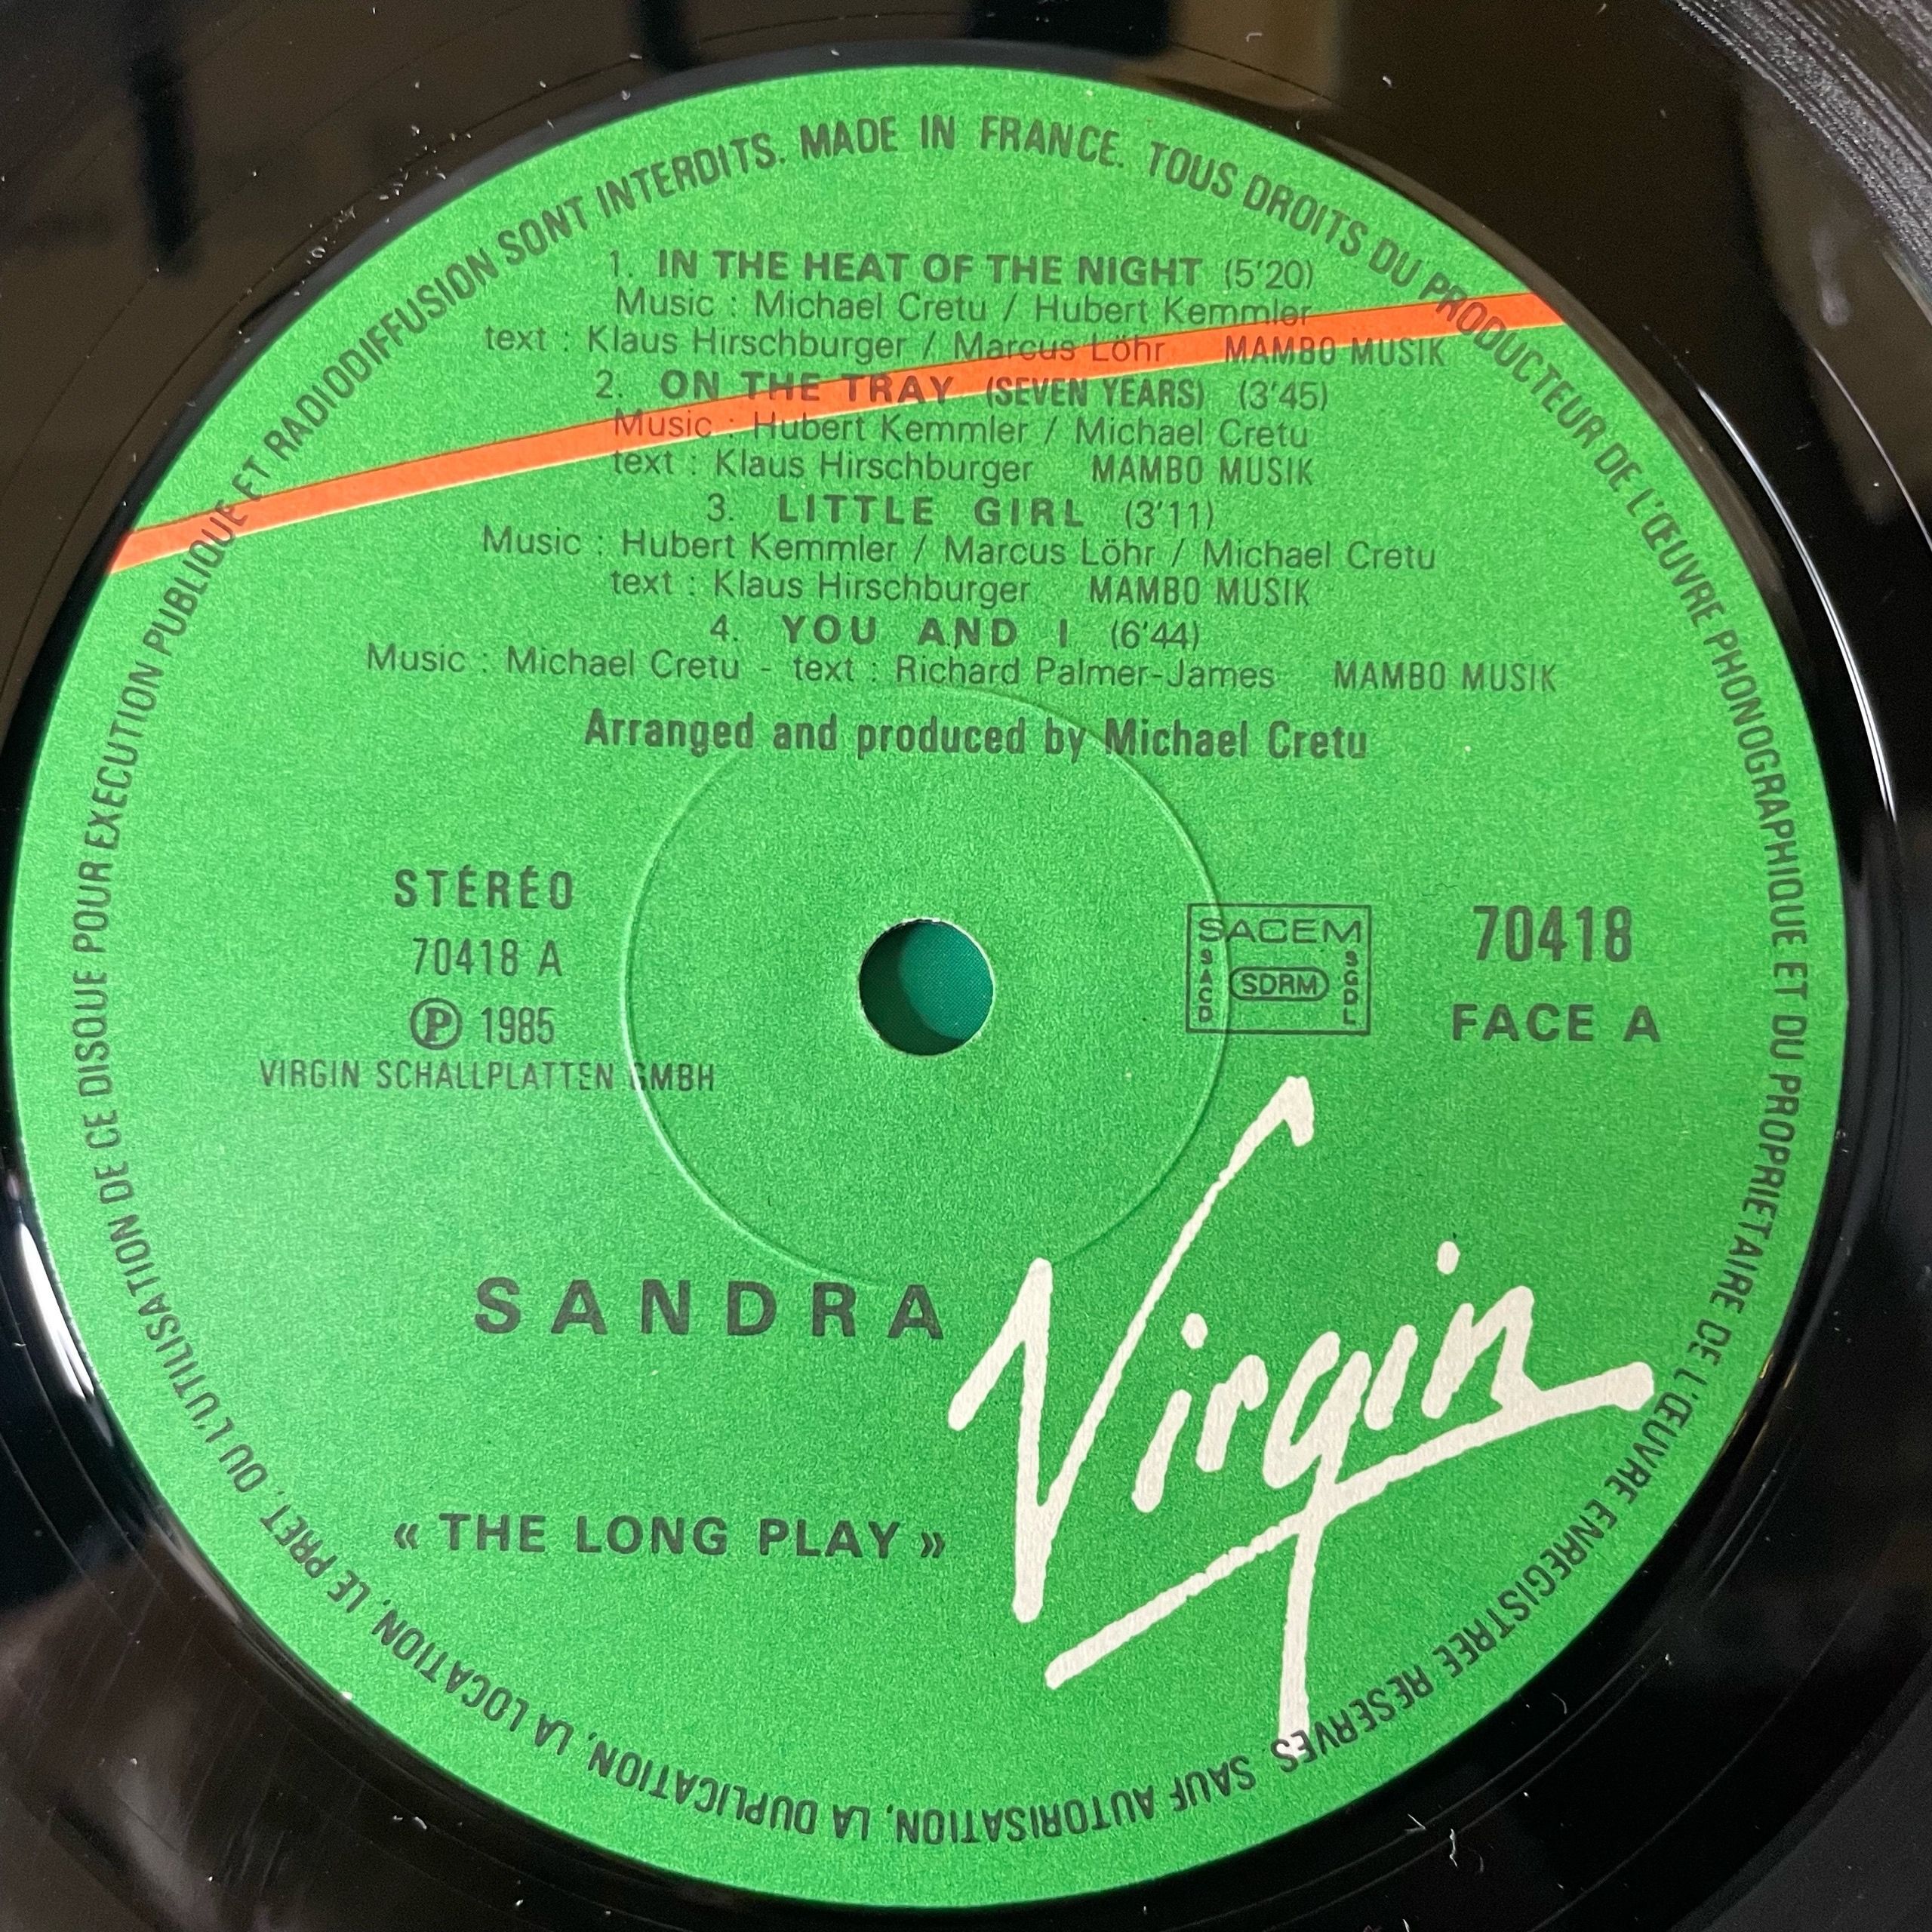 MADE IN FRANCE. TOUS DROITS DU PRODUCTEUR DE L'ŒUVRE PHONOGRAPHIQUE ET DU PROPRIETAIRE DE L'ŒUVRE ENREGISTREE RESERVES. SAUF AUTORISATION, LA DUPLICATION, LA LOCATION, LE PRET, OU L'UTILISATION DE CE DISQUE POUR EXECUTION PUBLIQUE ET RADIODIFFUSION SONT INTERDITS.
1. IN THE HEAT OF THE NIGHT (5'20)
Music : Michael Cretu / Hubert Kemmler
text : Klaus Hirschburger / Marcus Löhr MAMBO MUSIK
2. ON THE TRAY (SEVEN YEARS) (3'45)
Music : Hubert Kemmler / Michael Cretu
text : Klaus Hirschburger MAMBO MUSIK
3. LITTLE GIRL (3'11)
Music : Hubert Kemmler / Marcus Löhr / Michael Cretu
text : Klaus Hirschburger MAMBO MUSIK
4. YOU AND I (6'44)
Music : Michael Cretu - text : Richard Palmer-James MAMBO MUSIK
Arranged and produced by Michael Cretu
STÉRÉO
70418 A
Ⓟ 1985
VIRGIN SCHALLPLATTEN GMBH
SACEM
SACD
SDRM
SGDL
70418
FACE A
SANDRA
Virgin
« THE LONG PLAY »